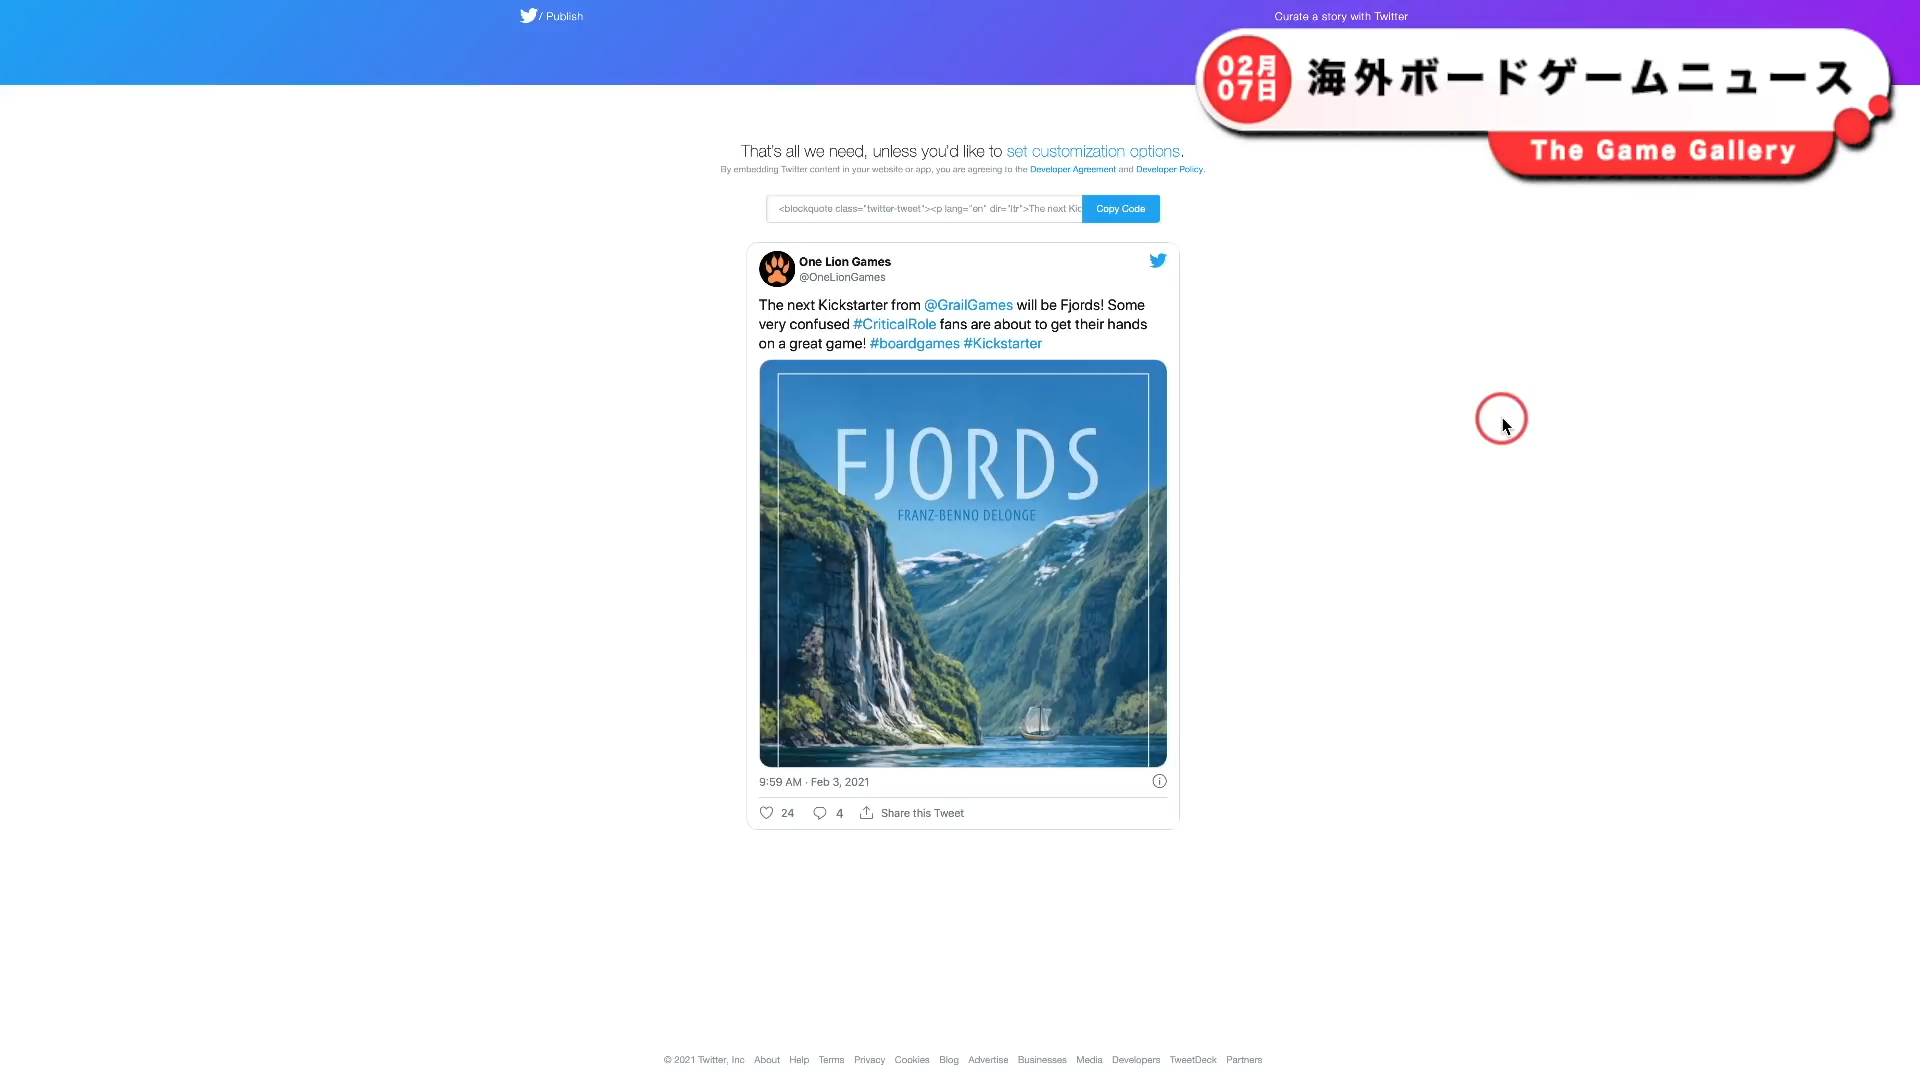 / Publish
Curate a story with Twitter
02月
07日
海外ボードゲームニュース
The Game Gallery
That's all we need, unless you'd like to set customization options.
By embedding Twitter content in your website or app, you are agreeing to the Developer Agreement and Developer Policy.
<blockquote class="twitter-tweet"><p lang="en" dir="ltr">The next Kic
Copy Code
One Lion Games
@OneLionGames
The next Kickstarter from @GrailGames will be Fjords! Some
very confused #CriticalRole fans are about to get their hands
on a great game! #boardgames #Kickstarter
FJORDS
FRANZ-BENNO DELONGE
9:59 AM · Feb 3, 2021
24 4 Share this Tweet
© 2021 Twitter, Inc About Help Terms Privacy Cookies Blog Advertise Businesses Media Developers TweetDeck Partners